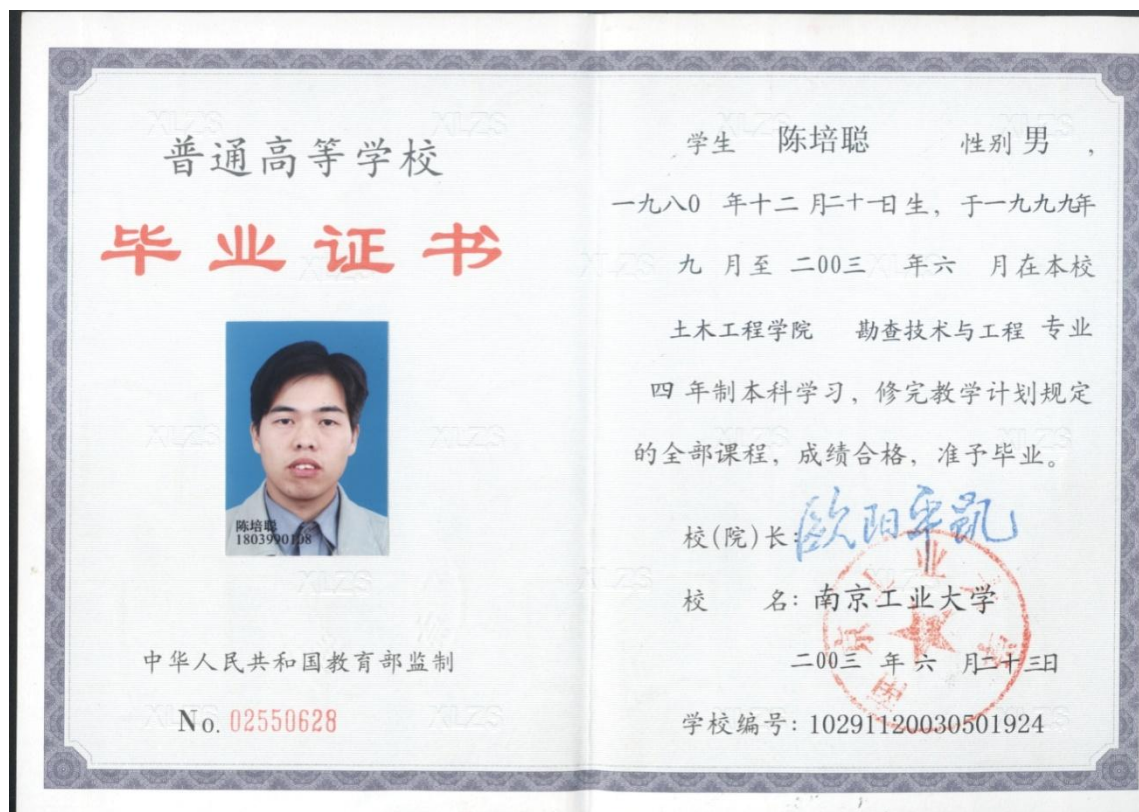 普通高等学校
毕业证书
陈培聪
1803990108
中华人民共和国教育部监制
No. 02550628
学生 陈培聪 性别 男 ,
一九八0 年十二 月二十一日生, 于一九九九年
九 月至 二00三 年六 月在本校
土木工程学院 勘查技术与工程 专业
四 年制本科学习, 修完教学计划规定
的全部课程, 成绩合格, 准予毕业。
校(院)长: 欧阳平凯
校 名: 南京工业大学
二00三 年 六 月二十三日
学校编号: 10291120030501924
XLZS